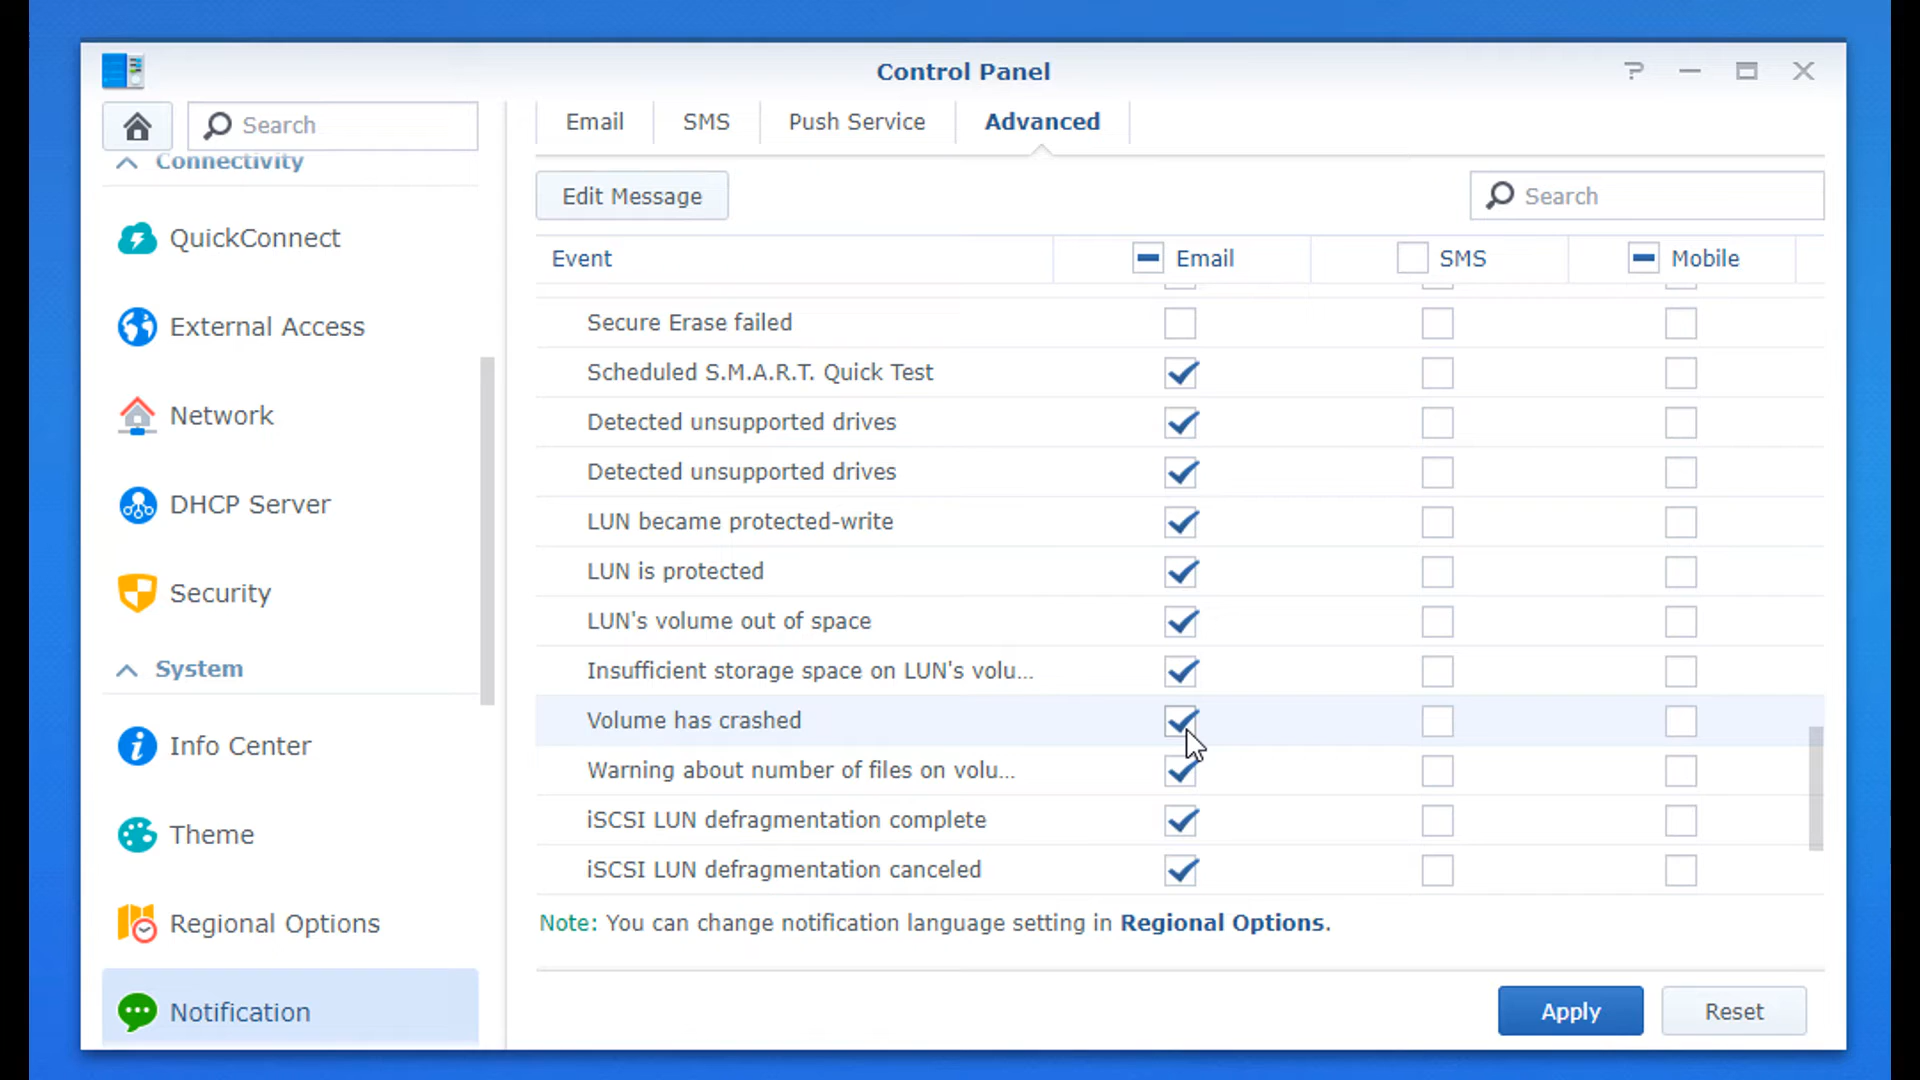 Control Panel
Search
Connectivity
QuickConnect
External Access
Network
DHCP Server
Security
System
Info Center
Theme
Regional Options
Notification
Email
SMS
Push Service
Advanced
Edit Message
Search
Event
Email
SMS
Mobile
Secure Erase failed
Scheduled S.M.A.R.T. Quick Test
Detected unsupported drives
Detected unsupported drives
LUN became protected-write
LUN is protected
LUN's volume out of space
Insufficient storage space on LUN's volu...
Volume has crashed
Warning about number of files on volu...
iSCSI LUN defragmentation complete
iSCSI LUN defragmentation canceled
Note: You can change notification language setting in Regional Options.
Apply
Reset